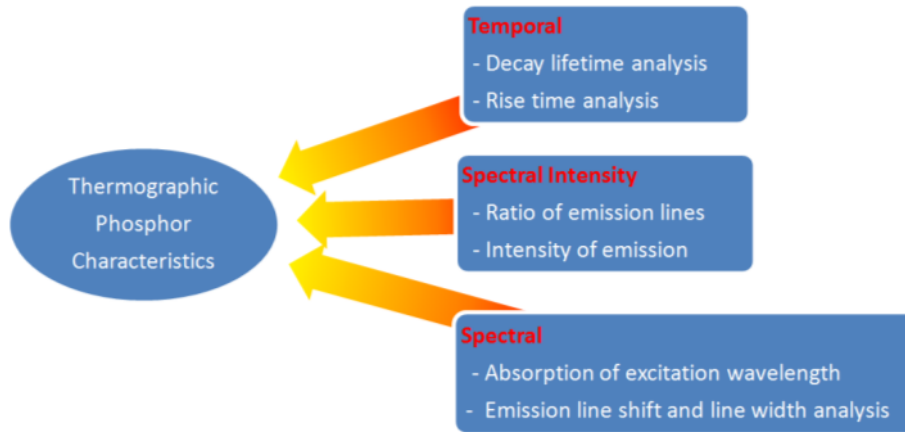 Temporal
- Decay lifetime analysis
- Rise time analysis
Thermographic
Phosphor
Characteristics
Spectral Intensity
- Ratio of emission lines
- Intensity of emission
Spectral
- Absorption of excitation wavelength
- Emission line shift and line width analysis